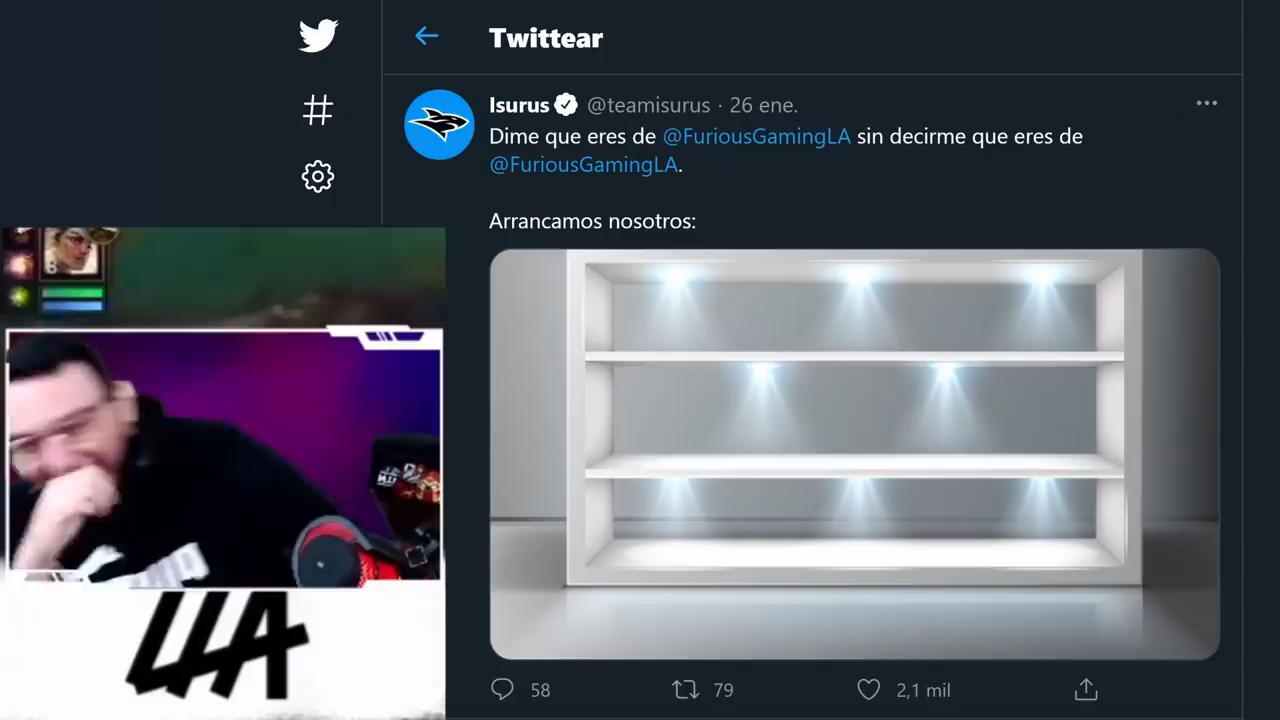 Twittear
Isurus @teamisurus · 26 ene.
Dime que eres de @FuriousGamingLA sin decirme que eres de
@FuriousGamingLA.
Arrancamos nosotros:
8
58 79 2,1 mil
LLA